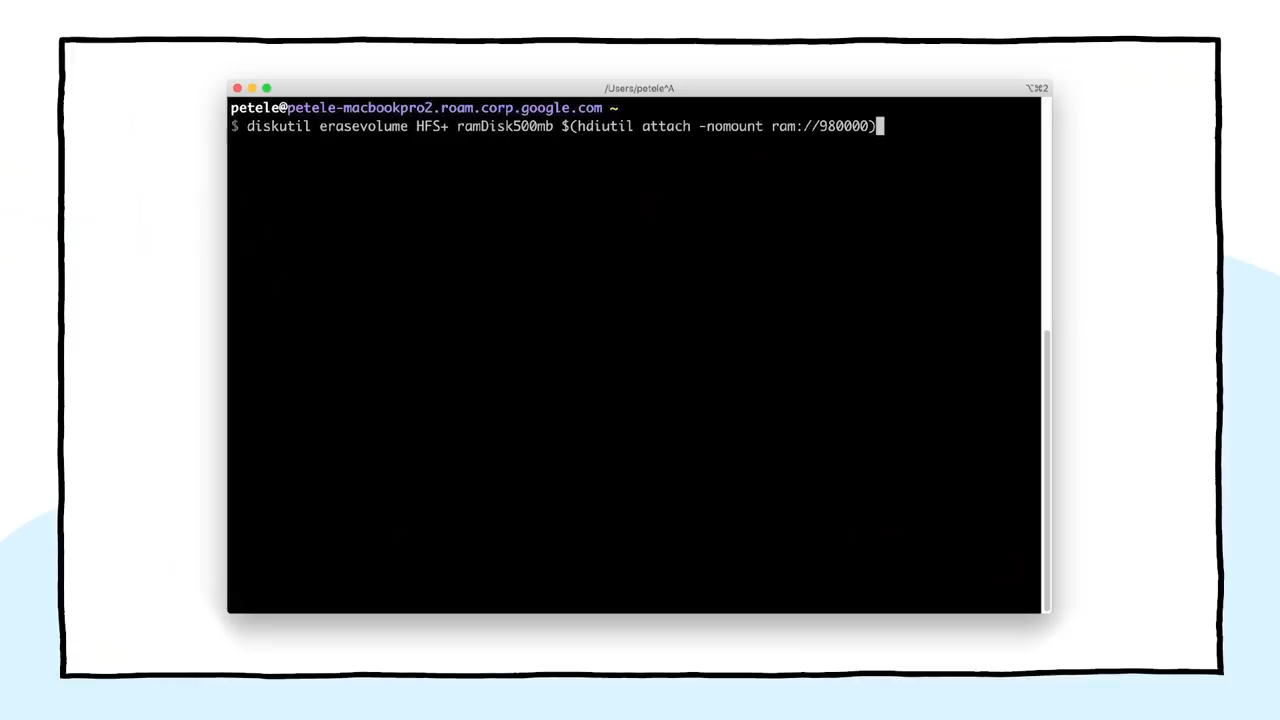 /Users/petele^A
⌥⌘2
petele@petele-macbookpro2.roam.corp.google.com ~
$ diskutil erasevolume HFS+ ramDisk500mb $(hdiutil attach -nomount ram://980000)